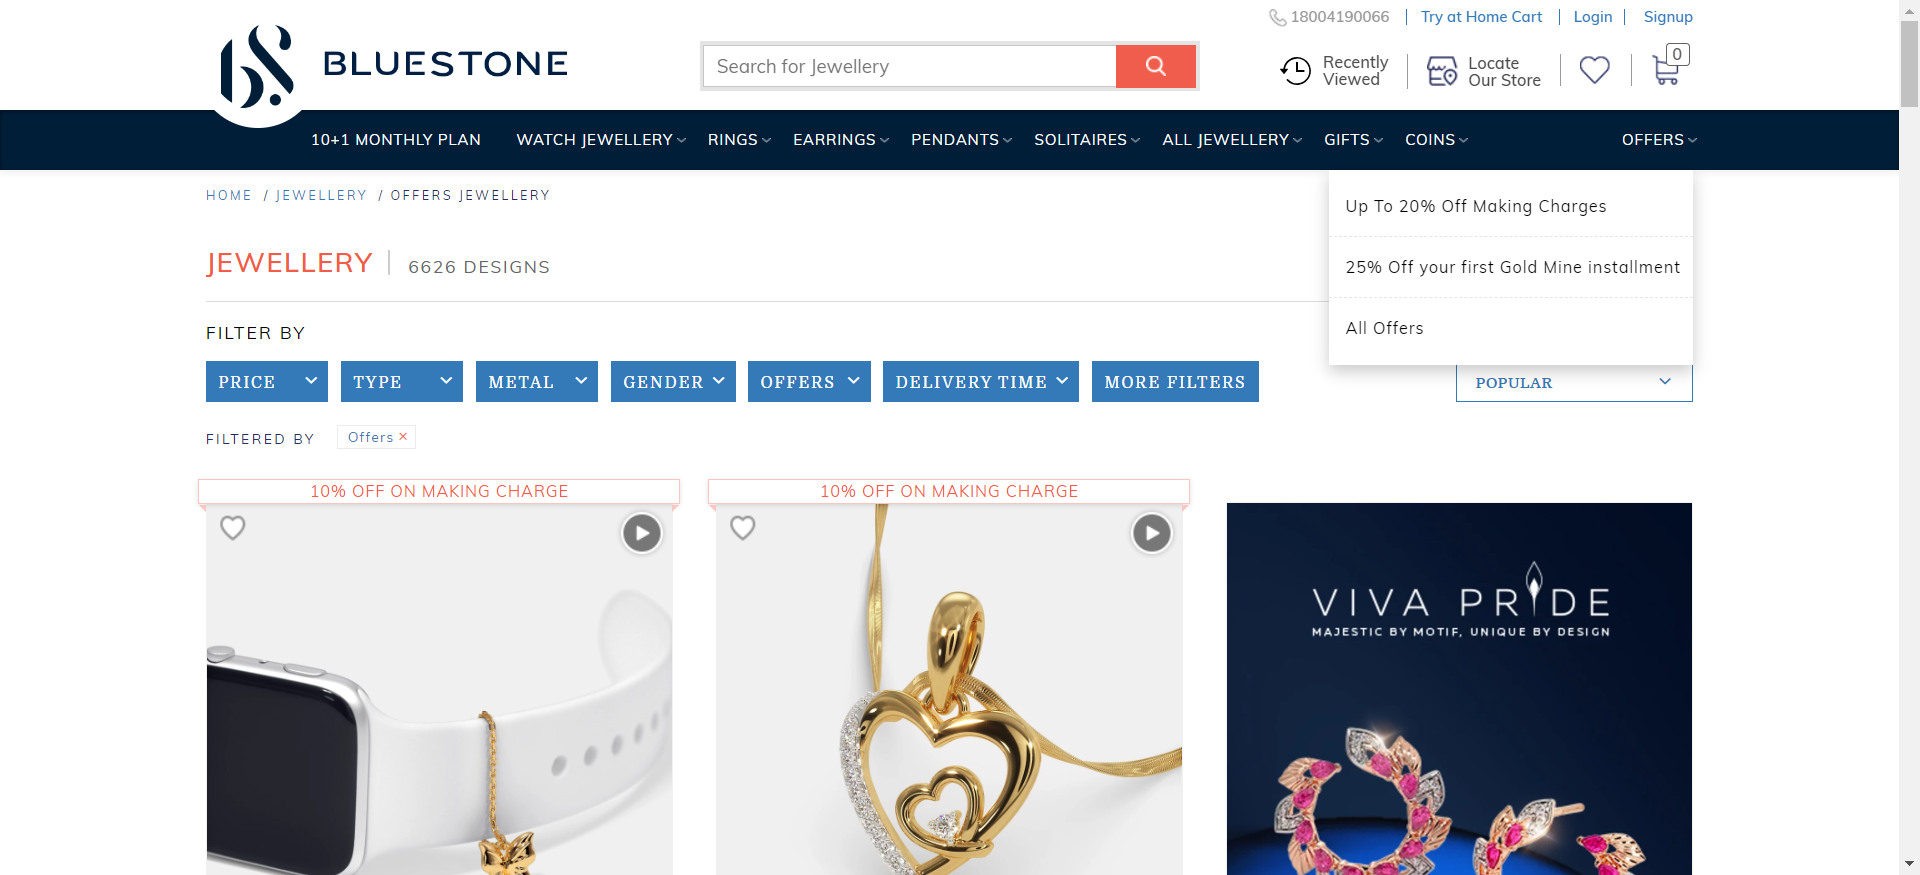 18004190066
Try at Home Cart
Login
Signup
BLUESTONE
Search for Jewellery
Recently
Viewed
Locate
Our Store
0
10+1 MONTHLY PLAN
WATCH JEWELLERY
RINGS
EARRINGS
PENDANTS
SOLITAIRES
ALL JEWELLERY
GIFTS
COINS
OFFERS
HOME / JEWELLERY / OFFERS JEWELLERY
Up To 20% Off Making Charges
25% Off your first Gold Mine installment
All Offers
JEWELLERY
6626 DESIGNS
FILTER BY
PRICE
TYPE
METAL
GENDER
OFFERS
DELIVERY TIME
MORE FILTERS
POPULAR
FILTERED BY
Offers ×
10% OFF ON MAKING CHARGE
10% OFF ON MAKING CHARGE
VIVA PRIDE
MAJESTIC BY MOTIF, UNIQUE BY DESIGN